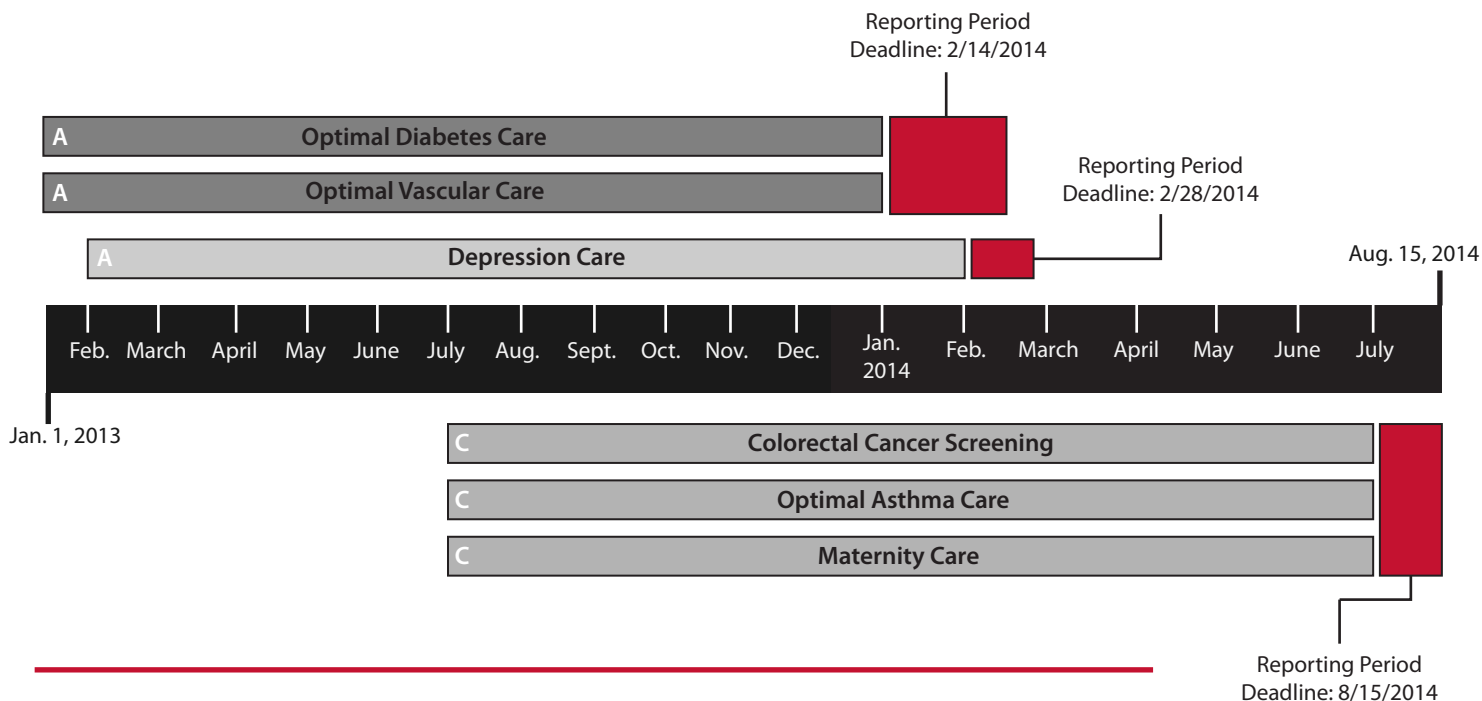 Reporting Period
Deadline: 2/14/2014
A Optimal Diabetes Care
Reporting Period
Deadline: 2/28/2014
A Optimal Vascular Care
A Depression Care
Aug. 15, 2014
Feb. March April May June July Aug. Sept. Oct. Nov. Dec. Jan. 2014 Feb. March April May June July
Jan. 1, 2013
C Colorectal Cancer Screening
C Optimal Asthma Care
C Maternity Care
Reporting Period
Deadline: 8/15/2014